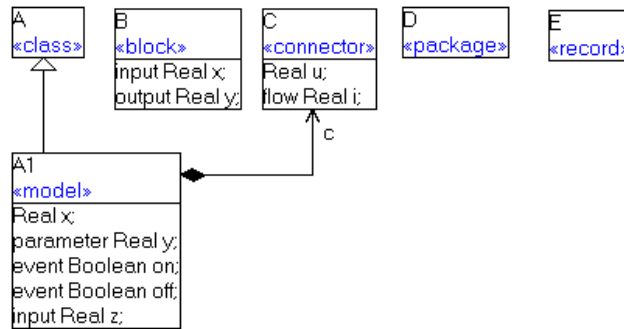 A
«class»
B
«block»
input Real x;
output Real y;
C
«connector»
Real u;
flow Real i;
D
«package»
E
«record»
c
A1
«model»
Real x;
parameter Real y;
event Boolean on;
event Boolean off;
input Real z;